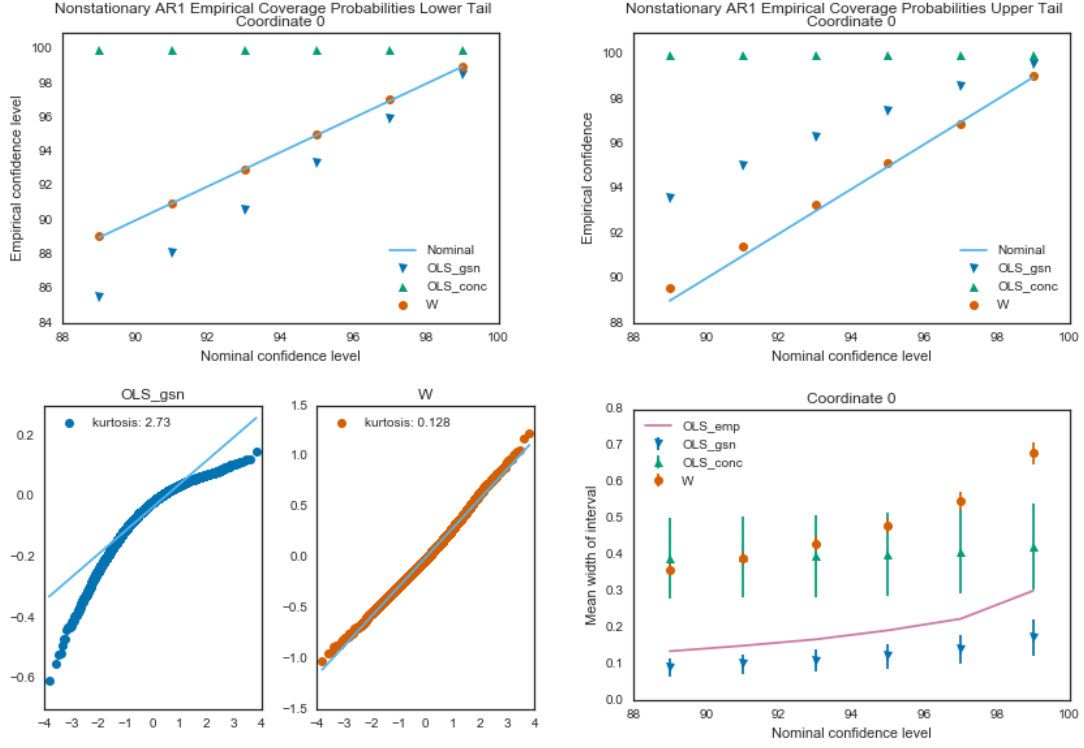 Nonstationary AR1 Empirical Coverage Probabilities Lower Tail
Coordinate 0
100
98
96
94
92
90
88
86
84
Empirical confidence level
Nominal
OLS_gsn
OLS_conc
W
88
90
92
94
96
98
100
Nominal confidence level
Nonstationary AR1 Empirical Coverage Probabilities Upper Tail
Coordinate 0
100
98
96
94
92
90
88
Empirical confidence
Nominal
OLS_gsn
OLS_conc
W
88
90
92
94
96
98
100
Nominal confidence level
OLS_gsn
kurtosis: 2.73
0.2
0.0
−0.2
−0.4
−0.6
−4
−3
−2
−1
0
1
2
3
4
W
kurtosis: 0.128
1.5
1.0
0.5
0.0
−0.5
−1.0
−1.5
−4
−3
−2
−1
0
1
2
3
4
Coordinate 0
0.8
0.7
0.6
0.5
0.4
0.3
0.2
0.1
0.0
Mean width of interval
OLS_emp
OLS_gsn
OLS_conc
W
88
90
92
94
96
98
100
Nominal confidence level